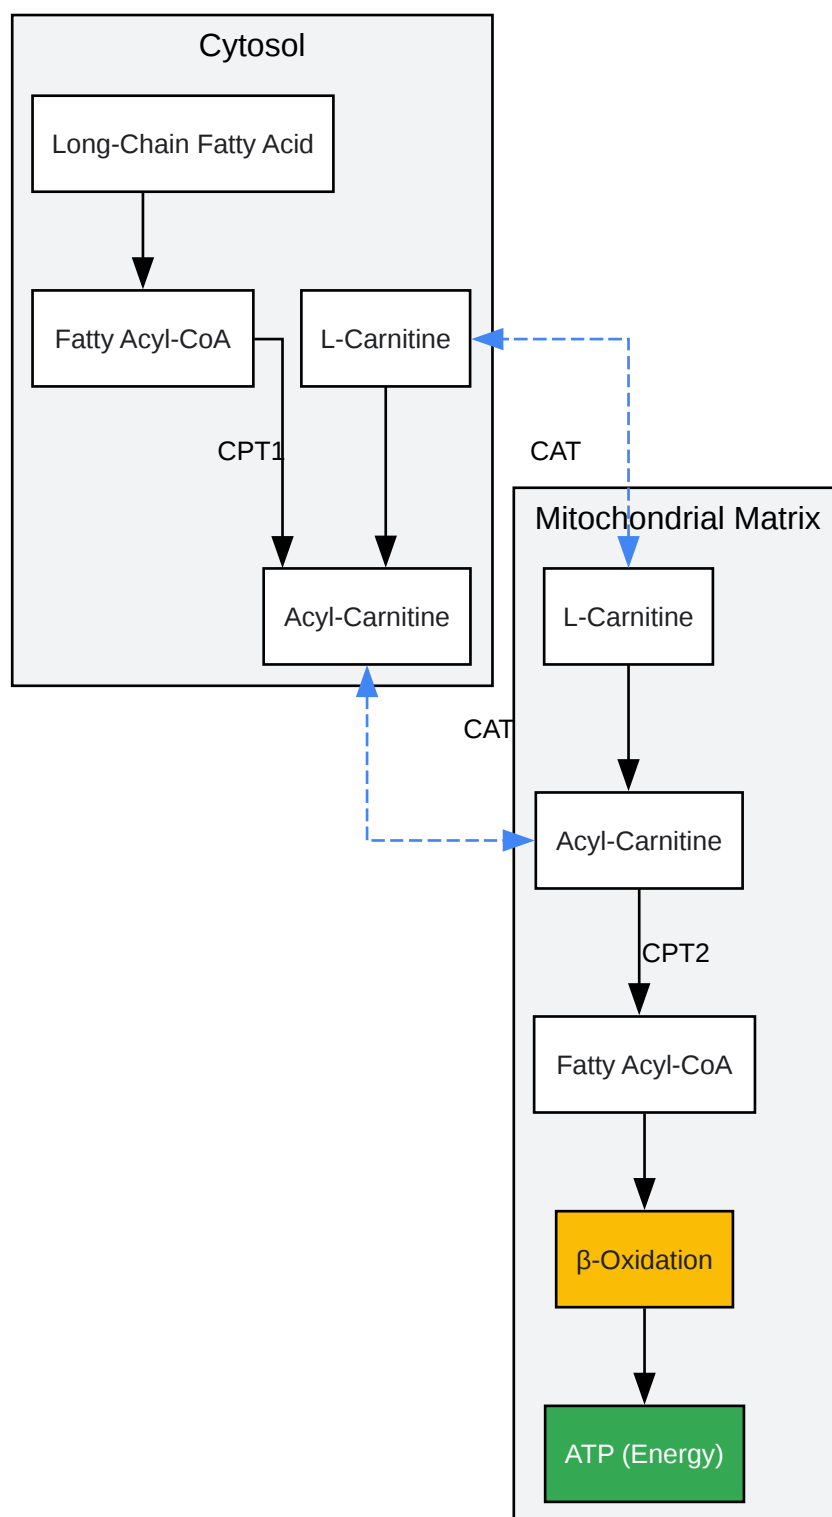 Cytosol
Long-Chain Fatty Acid
Fatty Acyl-CoA
L-Carnitine
CPT1
CAT
Acyl-Carnitine
CAT
Mitochondrial Matrix
L-Carnitine
Acyl-Carnitine
CPT2
Fatty Acyl-CoA
β-Oxidation
ATP (Energy)